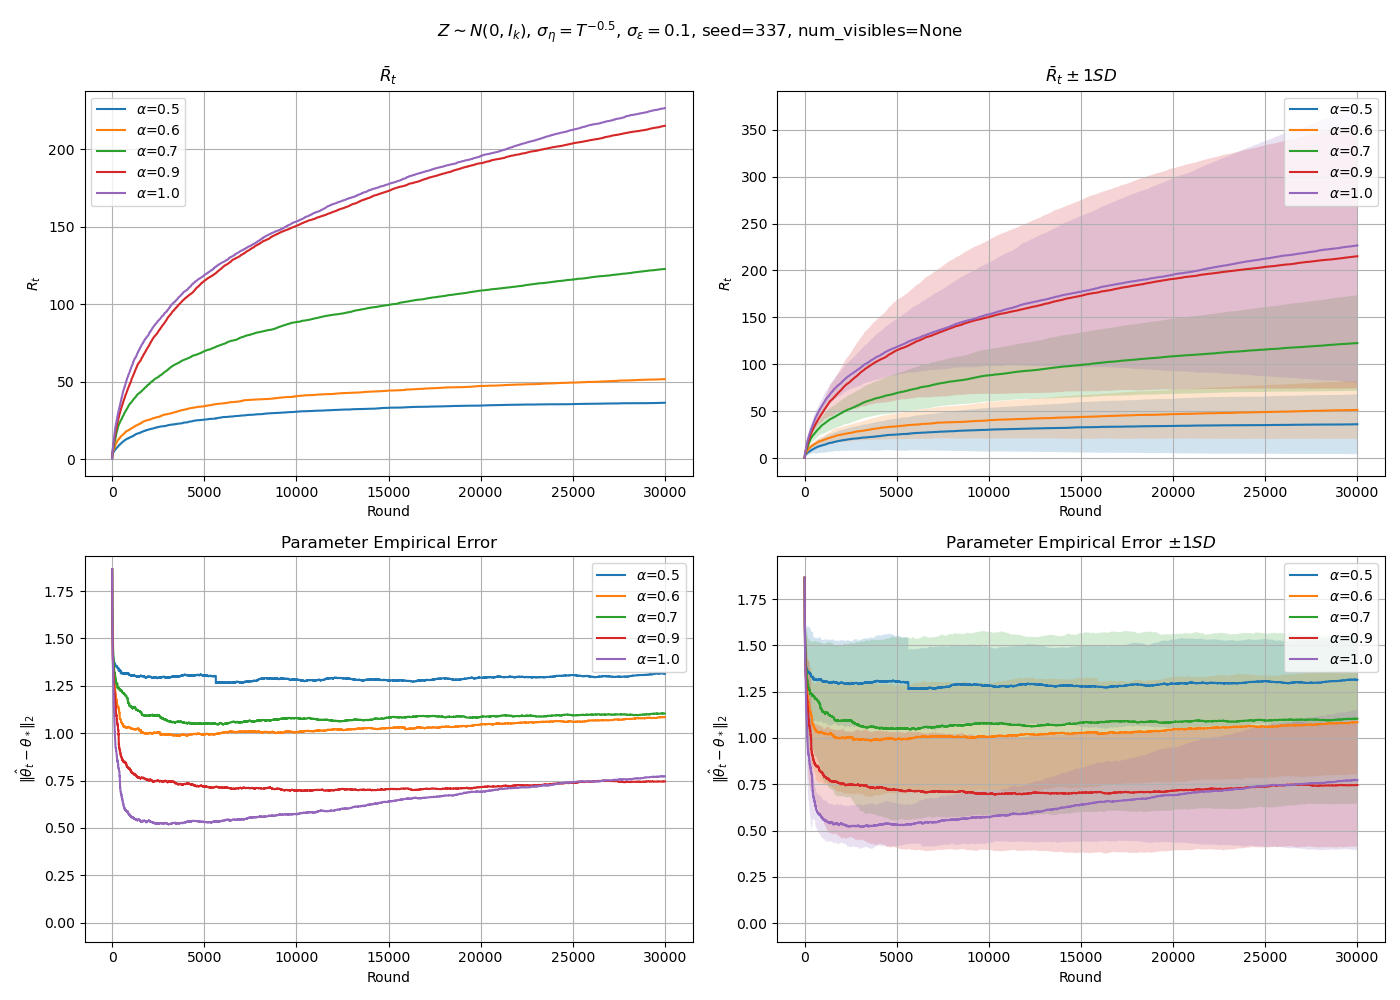 Z ~ N(0, I_k), σ_η = T^{−0.5}, σ_ε = 0.1, seed=337, num_visibles=None
R̄_t
R_t
α=0.5
α=0.6
α=0.7
α=0.9
α=1.0
200
150
100
50
0
0 5000 10000 15000 20000 25000 30000
Round
R̄_t ± 1SD
R_t
α=0.5
α=0.6
α=0.7
α=0.9
α=1.0
350
300
250
200
150
100
50
0
0 5000 10000 15000 20000 25000 30000
Round
Parameter Empirical Error
‖θ̂_t − θ_*‖_2
α=0.5
α=0.6
α=0.7
α=0.9
α=1.0
1.75
1.50
1.25
1.00
0.75
0.50
0.25
0.00
0 5000 10000 15000 20000 25000 30000
Round
Parameter Empirical Error ±1SD
‖θ̂_t − θ_*‖_2
α=0.5
α=0.6
α=0.7
α=0.9
α=1.0
1.75
1.50
1.25
1.00
0.75
0.50
0.25
0.00
0 5000 10000 15000 20000 25000 30000
Round